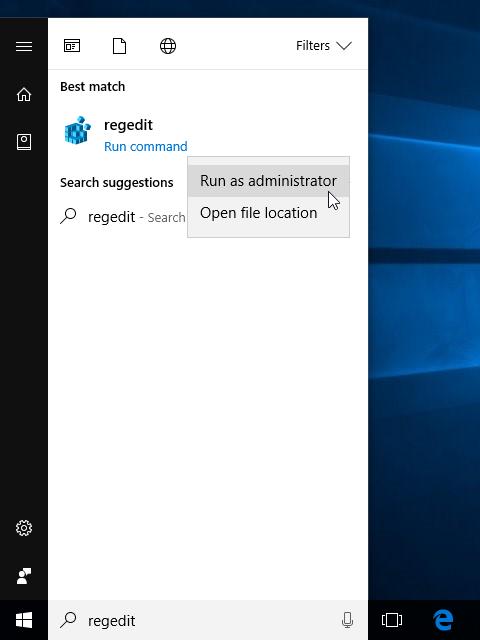 Filters
Best match
regedit
Run command
Run as administrator
Search suggestions
Open file location
regedit - Search
regedit